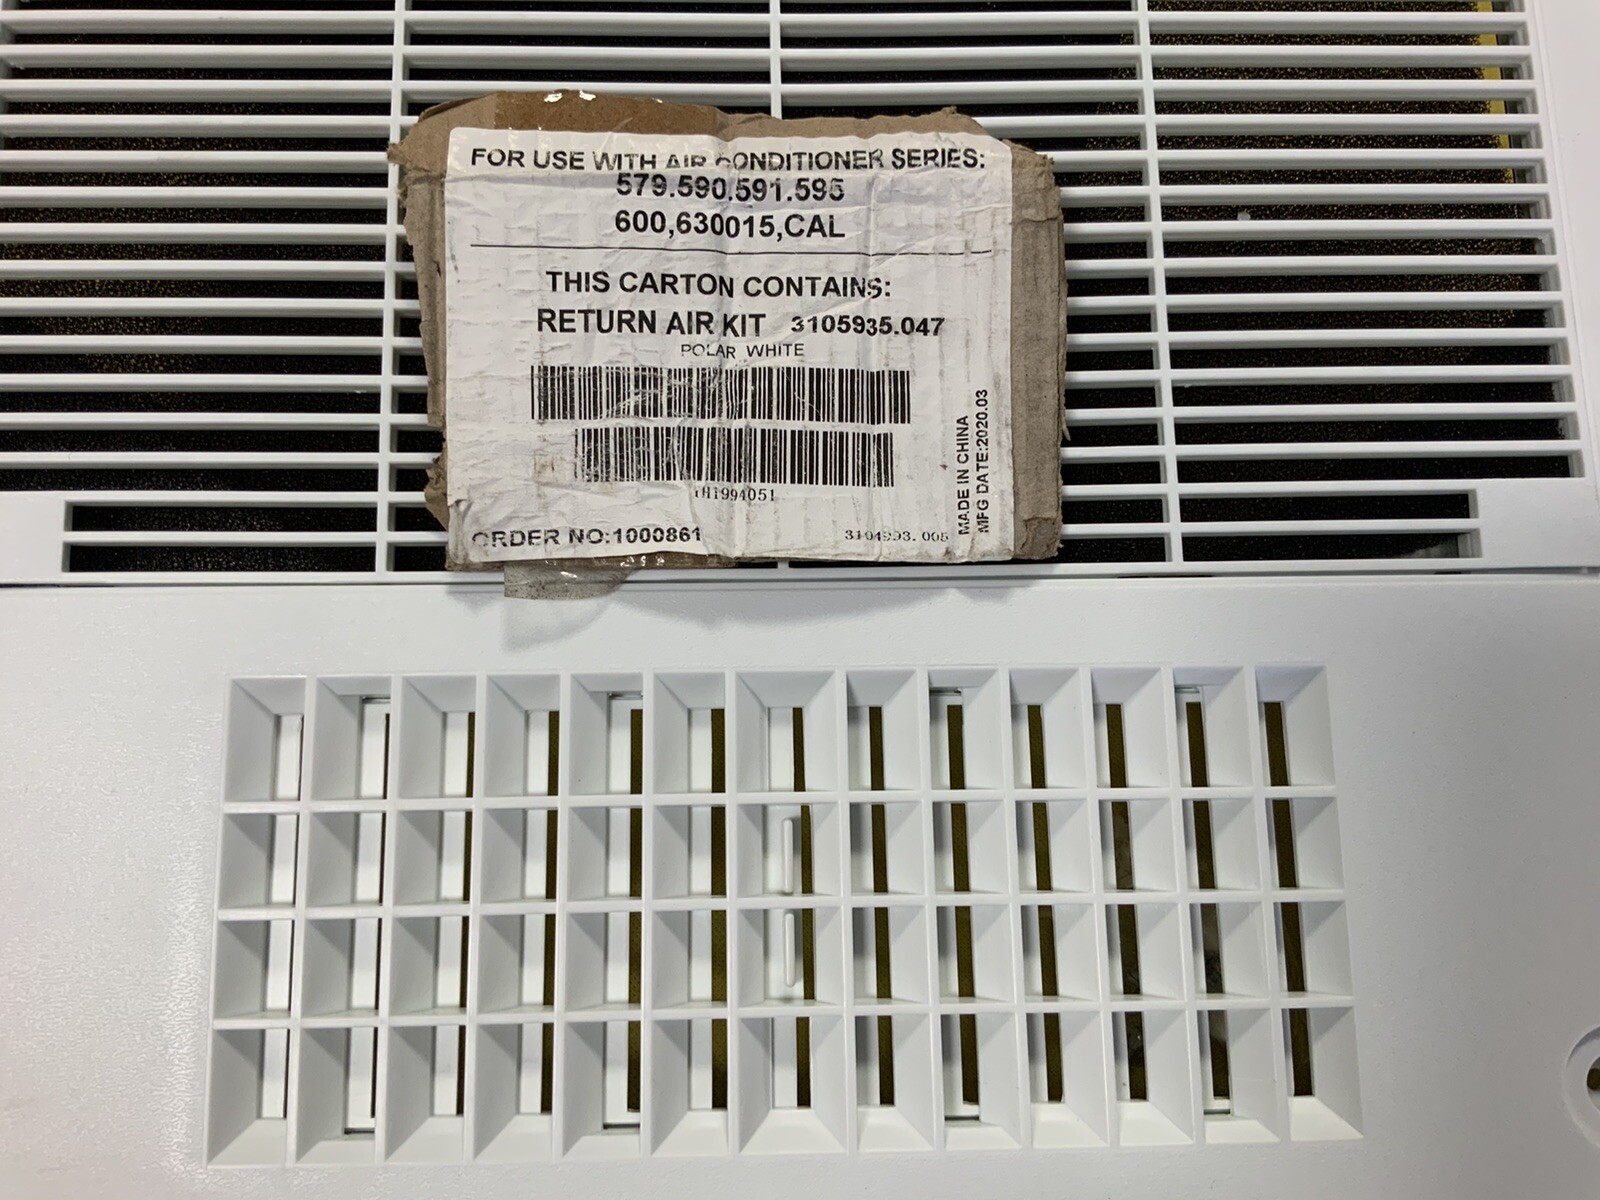 FOR USE WITH AIR CONDITIONER SERIES:
579.590.591.595
600,630015,CAL
THIS CARTON CONTAINS:
RETURN AIR KIT 3105935.047
POLAR WHITE
ORDER NO:1000861
MADE IN CHINA
MFG DATE:2020.03